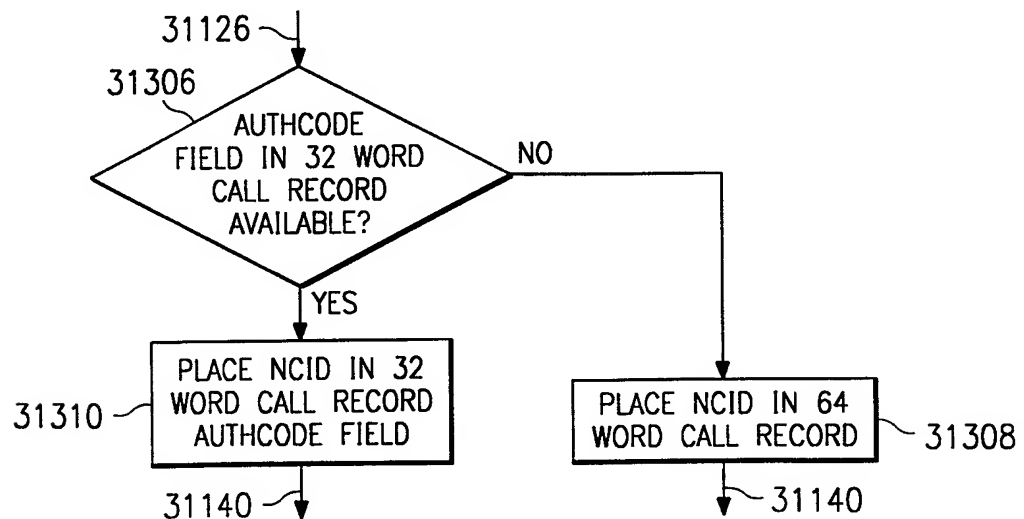 31126
31306
AUTHCODE
FIELD IN 32 WORD
CALL RECORD
AVAILABLE?
NO
YES
PLACE NCID IN 32
WORD CALL RECORD
AUTHCODE FIELD
31310
PLACE NCID IN 64
WORD CALL RECORD
31308
31140
31140